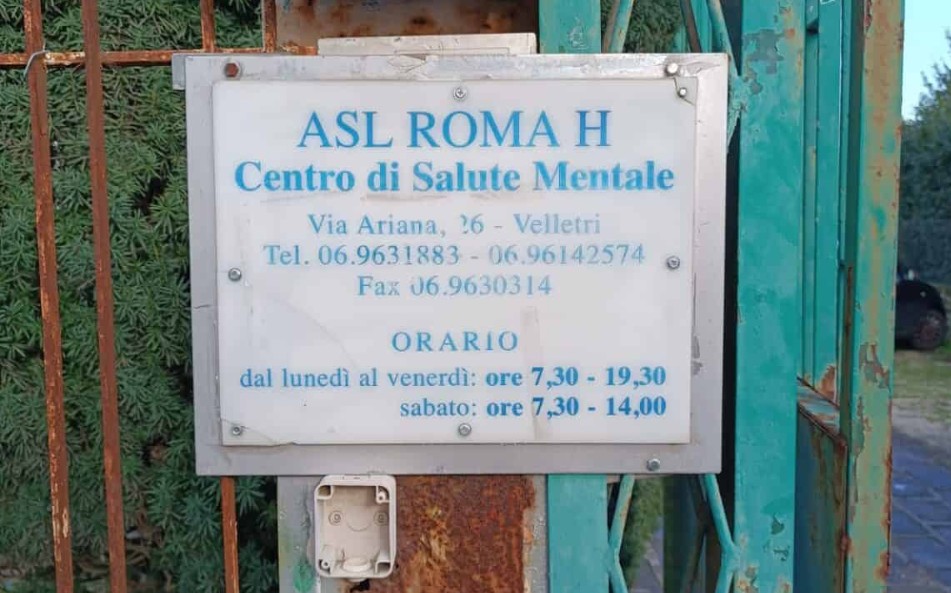 ASL ROMA H
Centro di Salute Mentale
Via Ariana, 26 - Velletri
Tel. 06.9631883 - 06.96142574
Fax 06.9630314
ORARIO
dal lunedì al venerdì: ore 7,30 - 19,30
sabato: ore 7,30 - 14,00